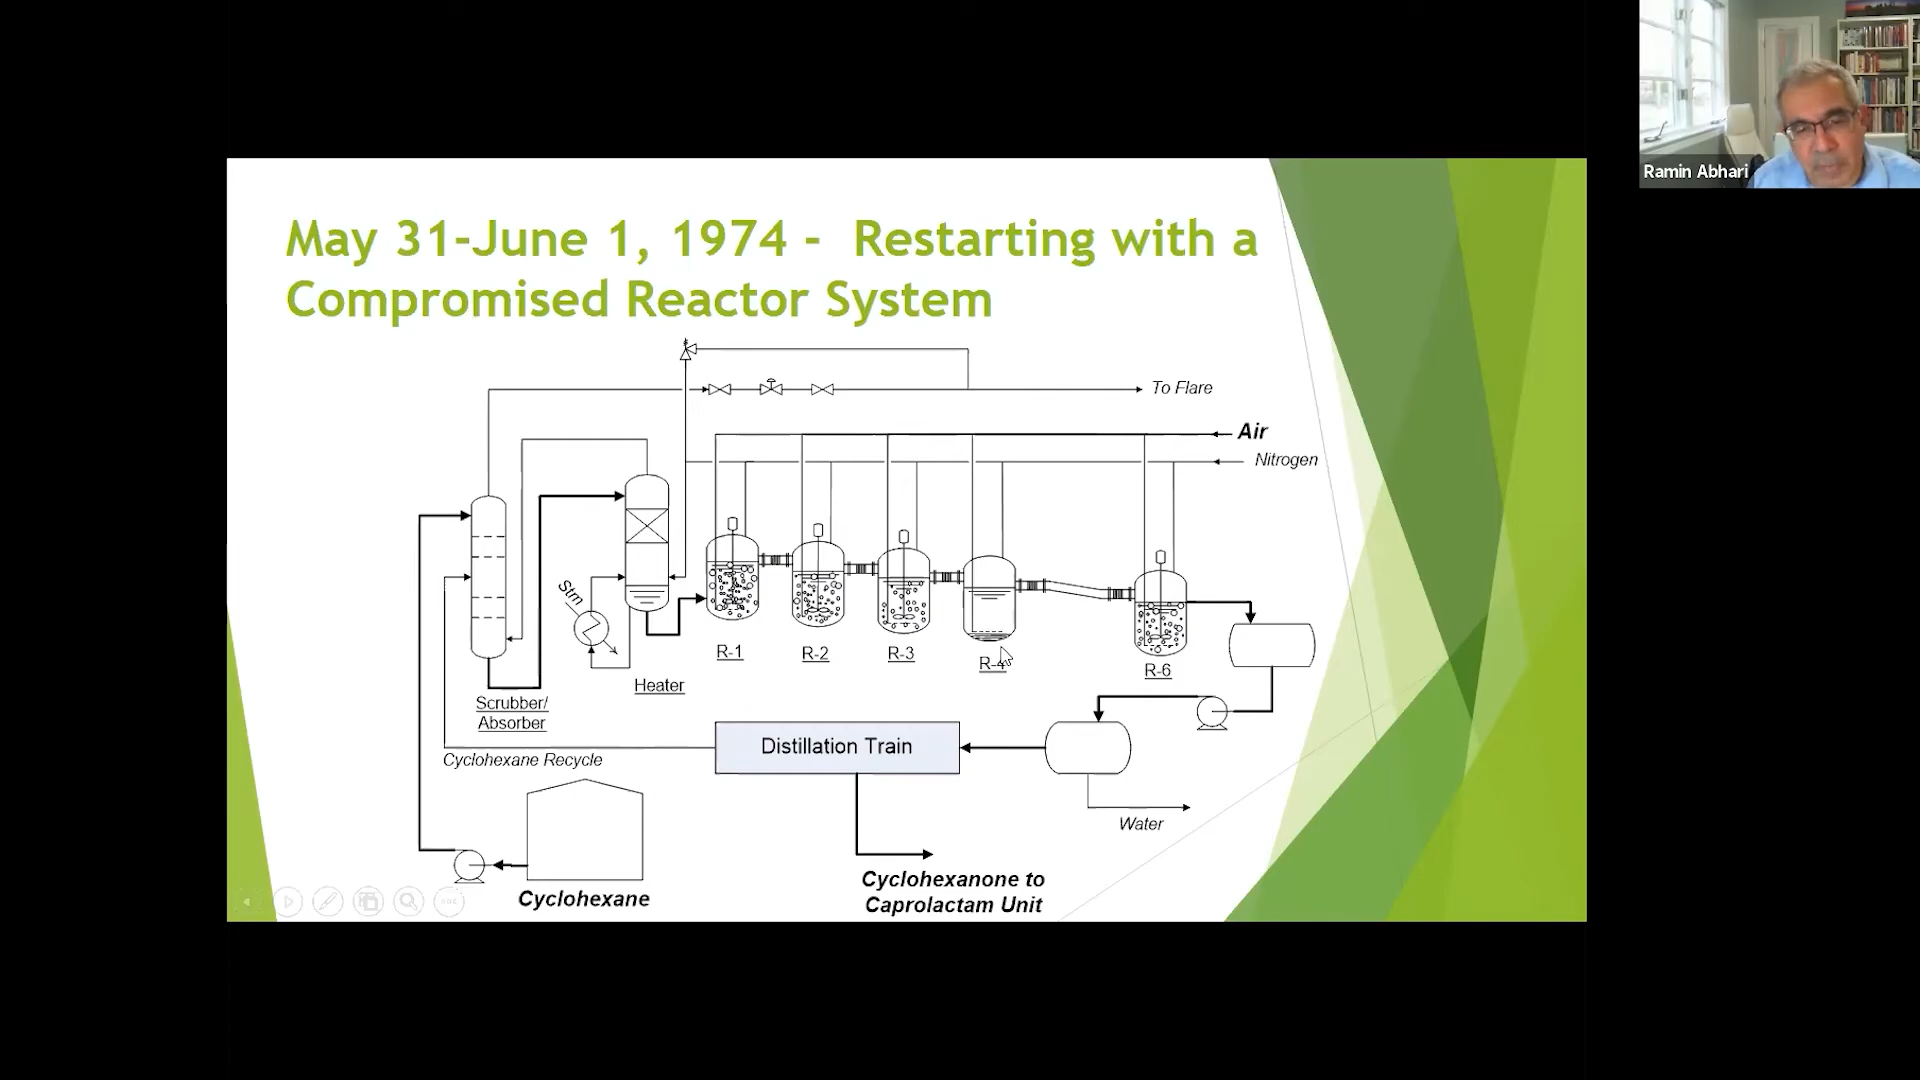 Ramin Abhari
May 31-June 1, 1974 - Restarting with a
Compromised Reactor System
To Flare
Air
Nitrogen
Stm
R-1
R-2
R-3
R-4
R-6
Heater
Scrubber/
Absorber
Distillation Train
Cyclohexane Recycle
Water
Cyclohexane
Cyclohexanone to
Caprolactam Unit